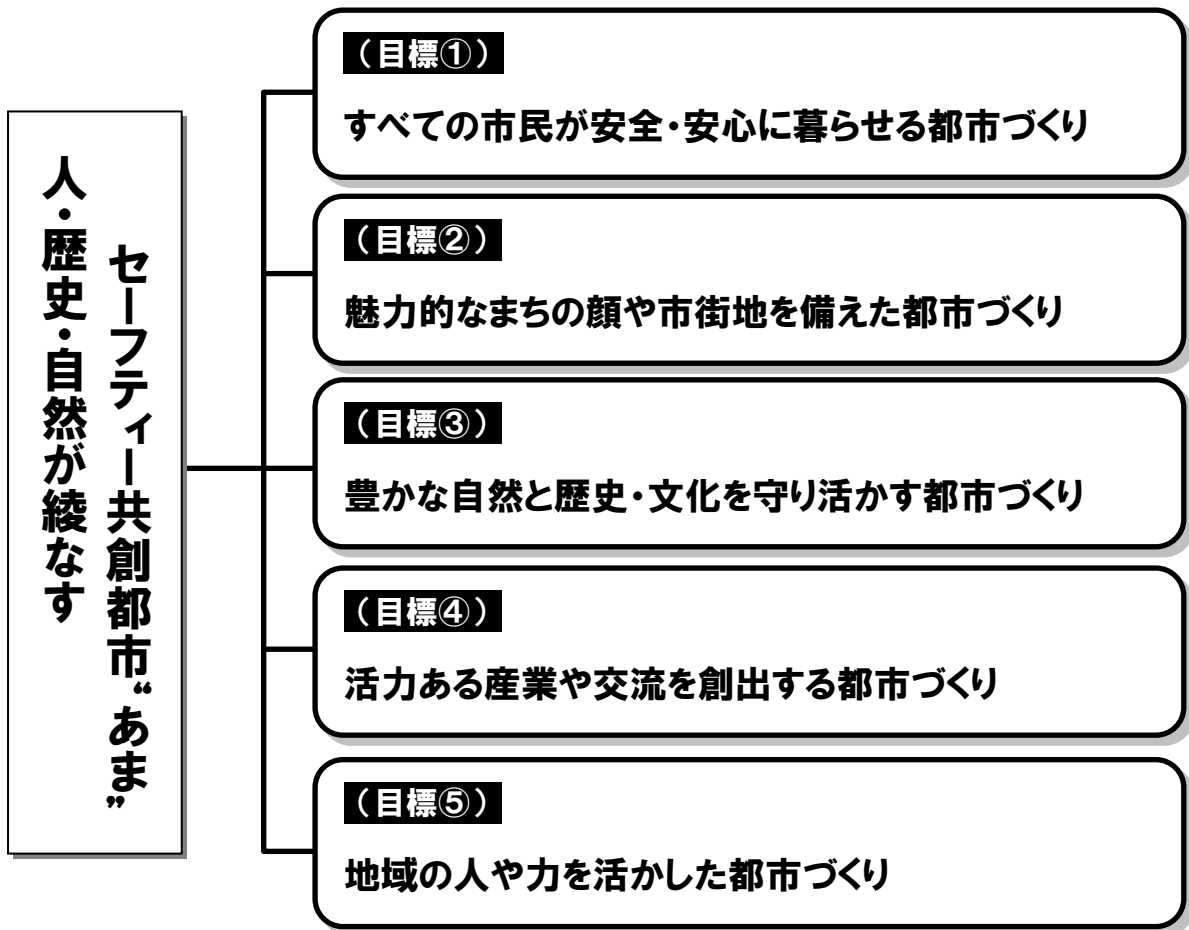 人・歴史・自然が綾なす
セーフティー共創都市“あま”
（目標①）
すべての市民が安全・安心に暮らせる都市づくり
（目標②）
魅力的なまちの顔や市街地を備えた都市づくり
（目標③）
豊かな自然と歴史・文化を守り活かす都市づくり
（目標④）
活力ある産業や交流を創出する都市づくり
（目標⑤）
地域の人や力を活かした都市づくり